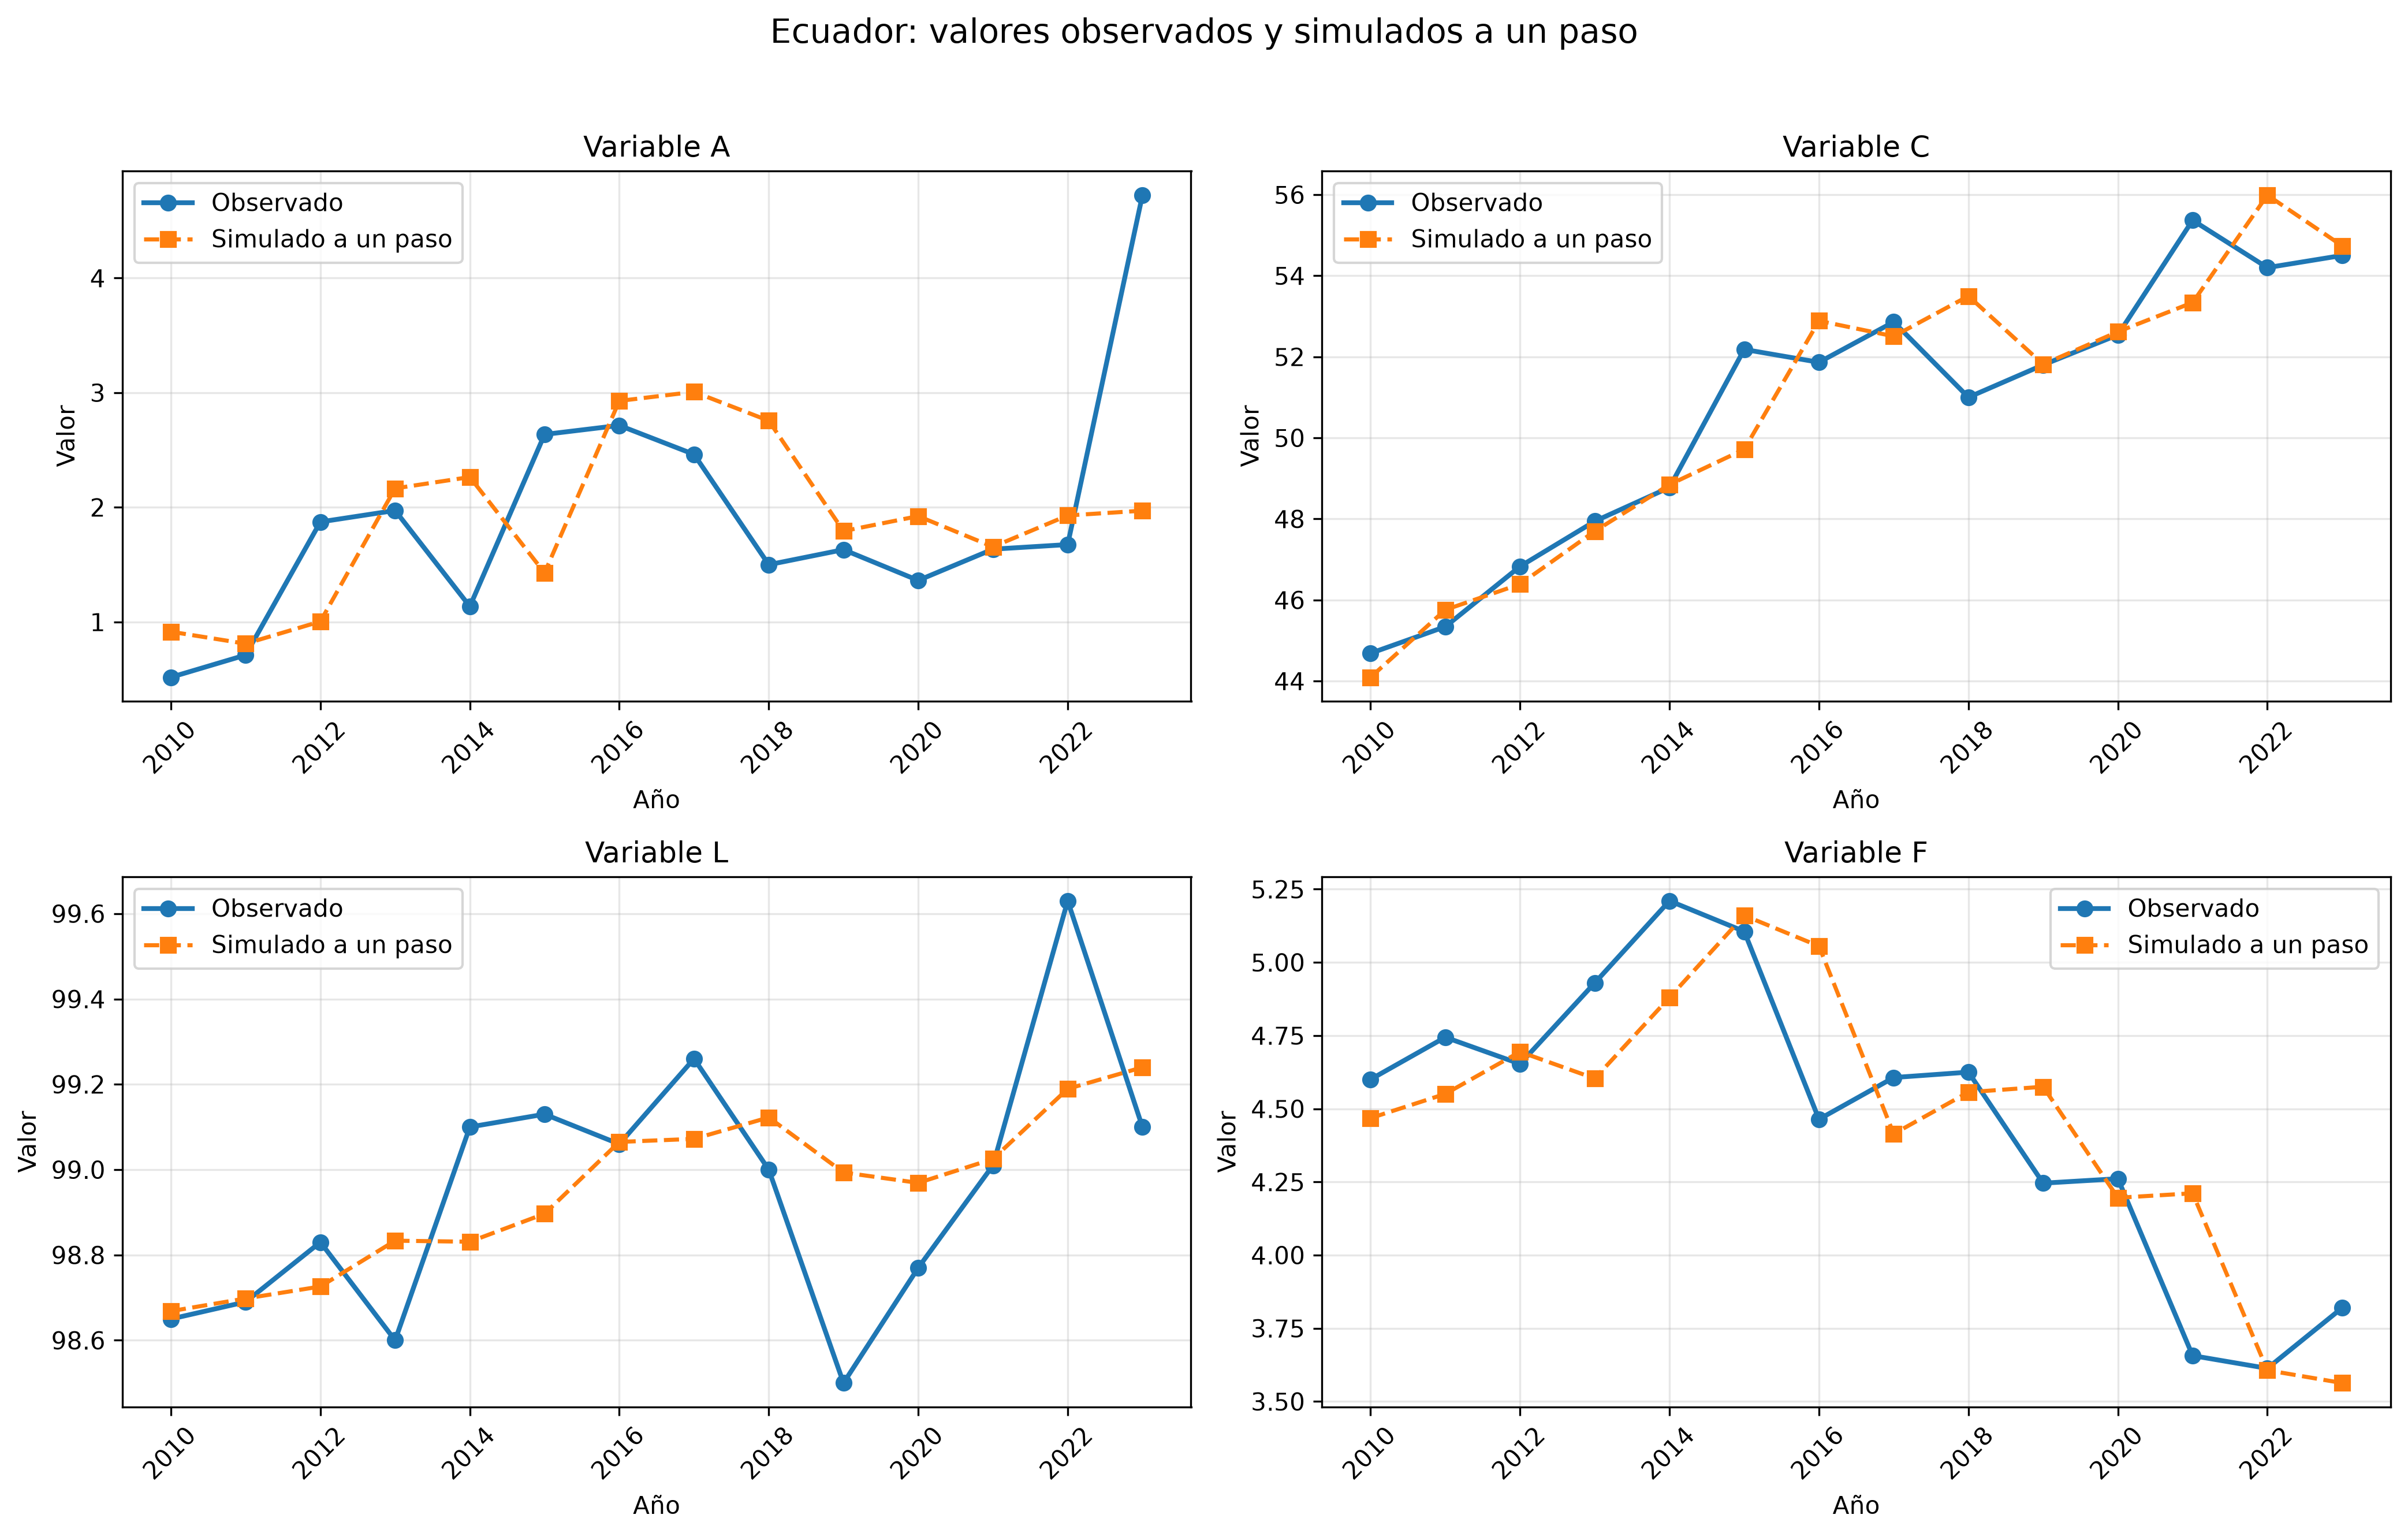 Ecuador: valores observados y simulados a un paso
Variable A
Observado
Simulado a un paso
Valor
4
3
2
1
2010
2012
2014
2016
2018
2020
2022
Año
Variable C
Observado
Simulado a un paso
Valor
56
54
52
50
48
46
44
2010
2012
2014
2016
2018
2020
2022
Año
Variable L
Observado
Simulado a un paso
Valor
99.6
99.4
99.2
99.0
98.8
98.6
2010
2012
2014
2016
2018
2020
2022
Año
Variable F
Observado
Simulado a un paso
Valor
5.25
5.00
4.75
4.50
4.25
4.00
3.75
3.50
2010
2012
2014
2016
2018
2020
2022
Año